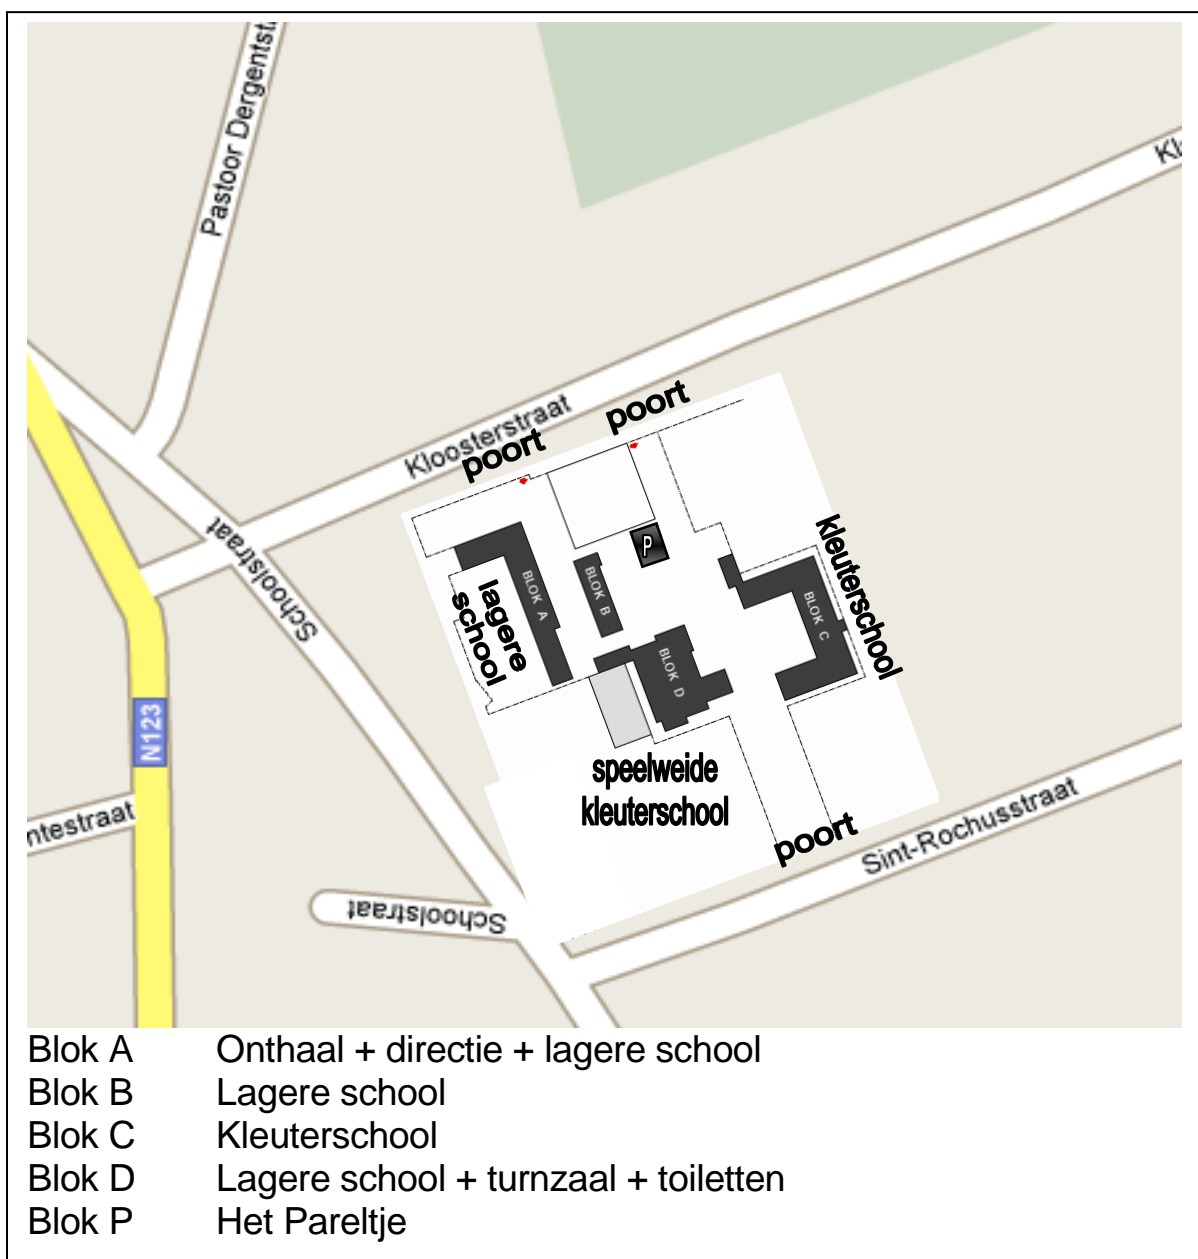 Pastoor Dergentst
Kl
Kloosterstraat
poort
poort
Schoolstraat
kleuterschool
P
BLOK A
BLOK B
BLOK C
BLOK D
lagere
school
N123
speelweide
kleuterschool
ntestraat
poort
Sint-Rochusstraat
Schoolstraat
Blok A Onthaal + directie + lagere school
Blok B Lagere school
Blok C Kleuterschool
Blok D Lagere school + turnzaal + toiletten
Blok P Het Pareltje